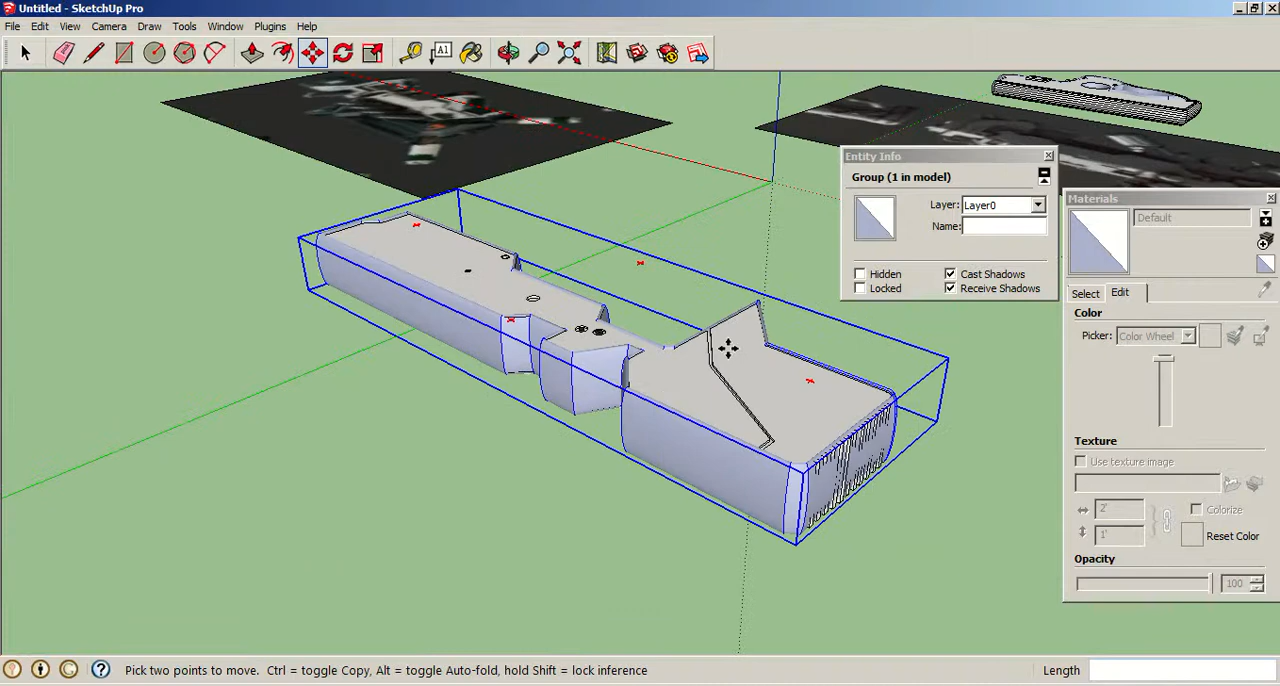 Untitled - SketchUp Pro
File Edit View Camera Draw Tools Window Plugins Help
A1
Entity Info
Group (1 in model)
Layer: Layer0
Name:
Hidden Cast Shadows
Locked Receive Shadows
Materials
Default
Select Edit
Color
Picker: Color Wheel
Texture
Use texture image
2' Colorize
1' Reset Color
Opacity
100
Pick two points to move. Ctrl = toggle Copy, Alt = toggle Auto-fold, hold Shift = lock inference Length